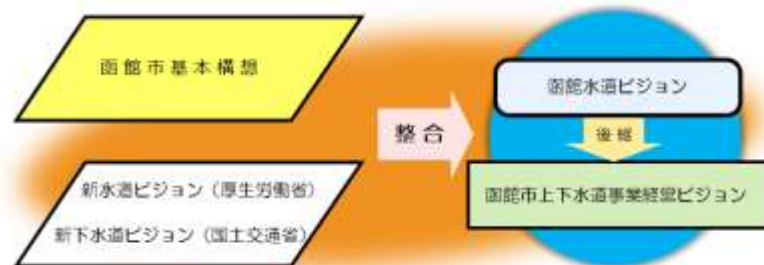 函館市基本構想
新水道ビジョン（厚生労働省）
新下水道ビジョン（国土交通省）
整合
函館水道ビジョン
後継
函館市上下水道事業経営ビジョン